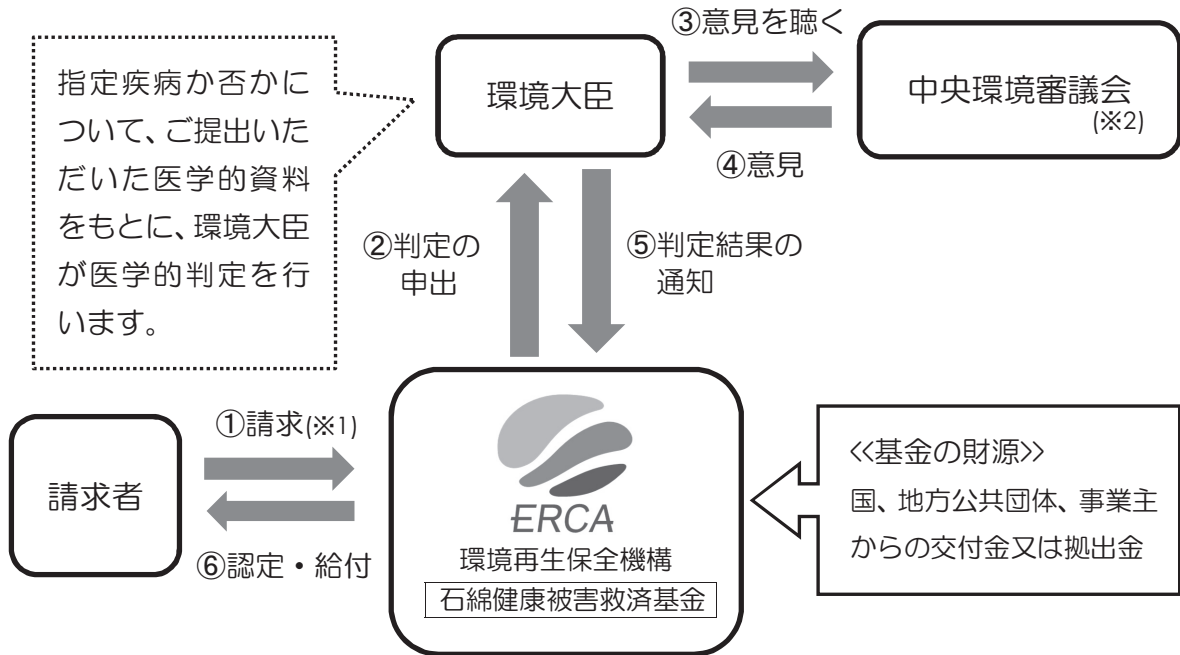 ③意見を聴く
指定疾病か否かに
ついて、ご提出いた
だいた医学的資料
をもとに、環境大臣
が医学的判定を行
います。
環境大臣
中央環境審議会
(※2)
④意見
②判定の
申出
⑤判定結果の
通知
①請求(※1)
請求者
⑥認定・給付
ERCA
環境再生保全機構
石綿健康被害救済基金
≪基金の財源≫
国、地方公共団体、事業主
からの交付金又は拠出金